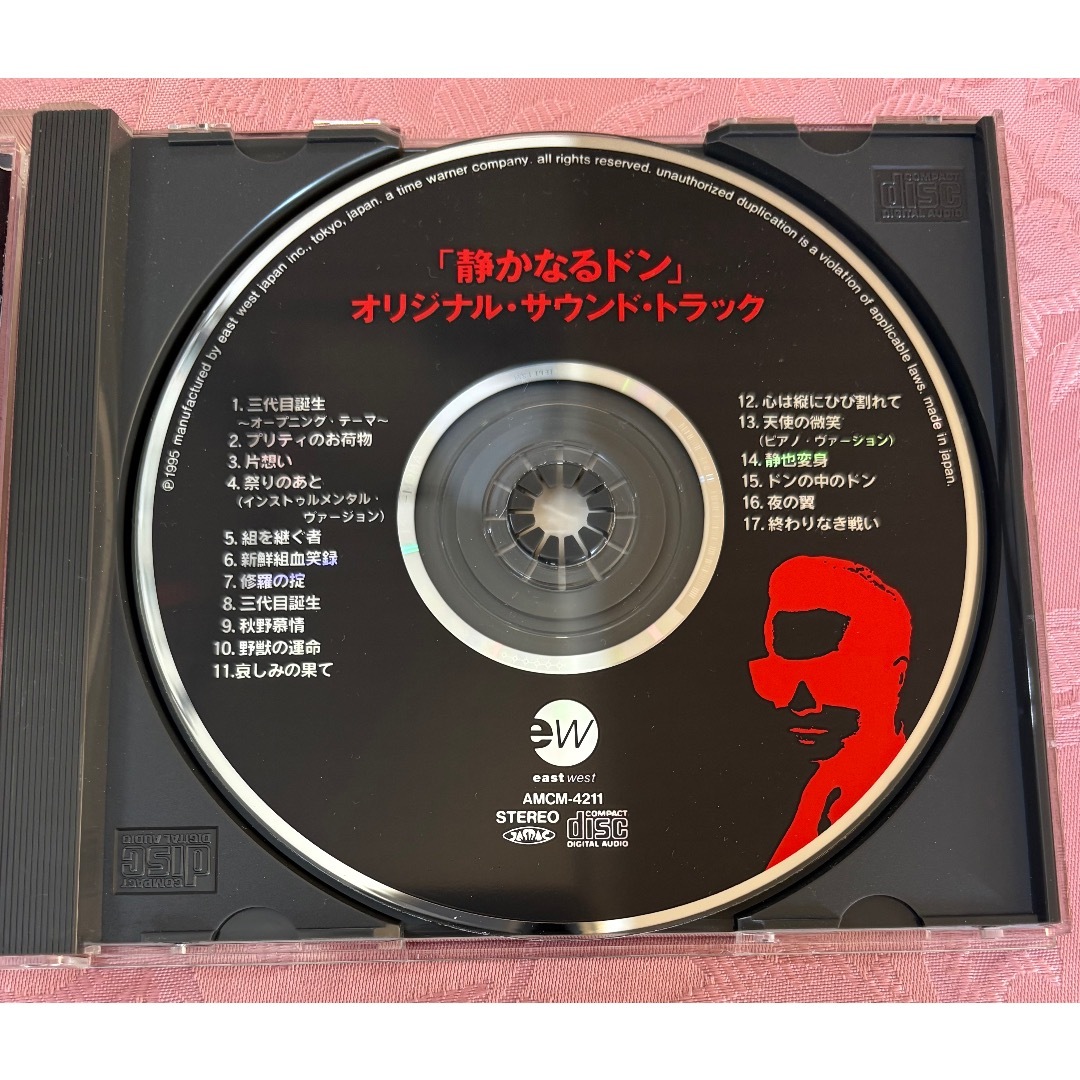 ℗1995 manufactured by east west japan inc., tokyo, japan. a time warner company. all rights reserved. unauthorized duplication is a violation of applicable laws. made in japan.
「静かなるドン」
オリジナル・サウンド・トラック
1. 三代目誕生
〜オープニング・テーマ〜
2. プリティのお荷物
3. 片想い
4. 祭りのあと
(インストゥルメンタル・
ヴァージョン)
5. 組を継ぐ者
6. 新鮮組血笑録
7. 修羅の掟
8. 三代目誕生
9. 秋野慕情
10. 野獣の運命
11.哀しみの果て
12. 心は縦にひび割れて
13. 天使の微笑
(ピアノ・ヴァージョン)
14. 静也変身
15. ドンの中のドン
16. 夜の翼
17. 終わりなき戦い
ew
east west
AMCM-4211
STEREO
JASRAC
COMPACT
disc
DIGITAL AUDIO
COMPACT
disc
DIGITAL AUDIO
COMPACT
disc
DIGITAL AUDIO